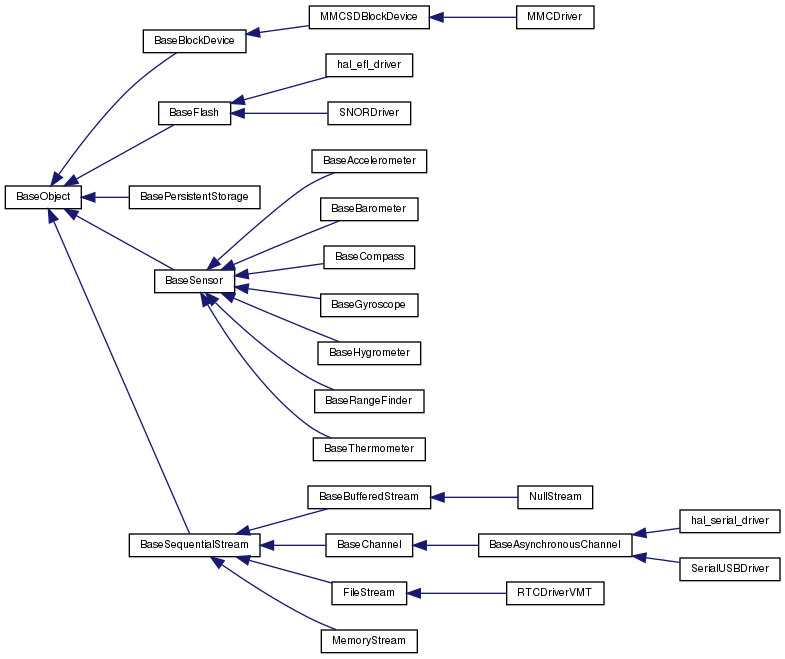 MMCSDBlockDevice
MMCDriver
BaseBlockDevice
hal_efl_driver
BaseFlash
SNORDriver
BaseAccelerometer
BaseObject
BasePersistentStorage
BaseBarometer
BaseCompass
BaseSensor
BaseGyroscope
BaseHygrometer
BaseRangeFinder
BaseThermometer
BaseBufferedStream
NullStream
hal_serial_driver
BaseSequentialStream
BaseChannel
BaseAsynchronousChannel
SerialUSBDriver
FileStream
RTCDriverVMT
MemoryStream